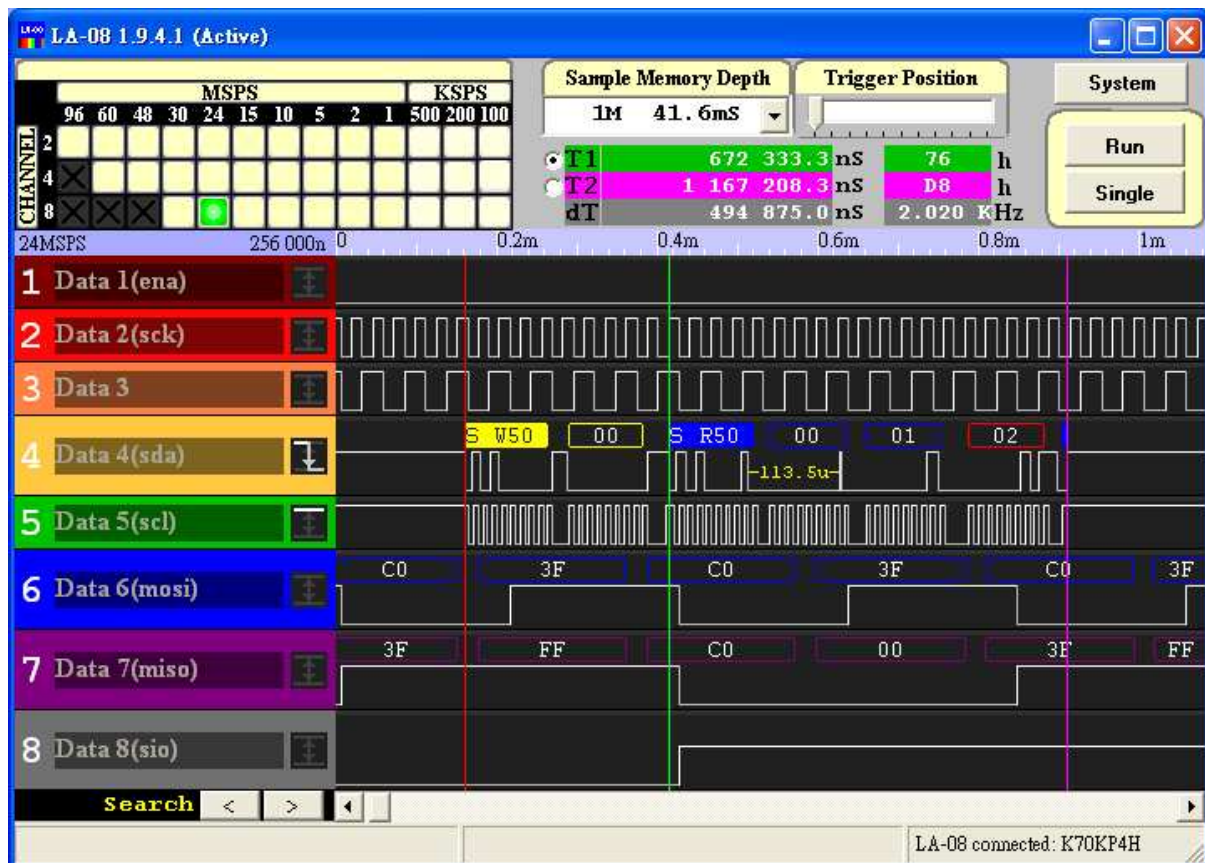 LA-08 1.9.4.1 (Active)
MSPS KSPS
96 60 48 30 24 15 10 5 2 1 500 200 100
CHANNEL
2
4
8
Sample Memory Depth
1M 41.6mS
Trigger Position
System
Run
Single
T1 672 333.3 nS 76 h
T2 1 167 208.3 nS D8 h
dT 494 875.0 nS 2.020 KHz
24MSPS 256 000n 0 0.2m 0.4m 0.6m 0.8m 1m
1 Data 1(ena)
2 Data 2(sck)
3 Data 3
4 Data 4(sda)
S W50 00 S R50 00 01 02
113.5u
5 Data 5(scl)
6 Data 6(mosi)
C0 3F C0 3F C0 3F
7 Data 7(miso)
3F FF C0 00 3F FF
8 Data 8(sio)
Search < >
LA-08 connected: K70KP4H